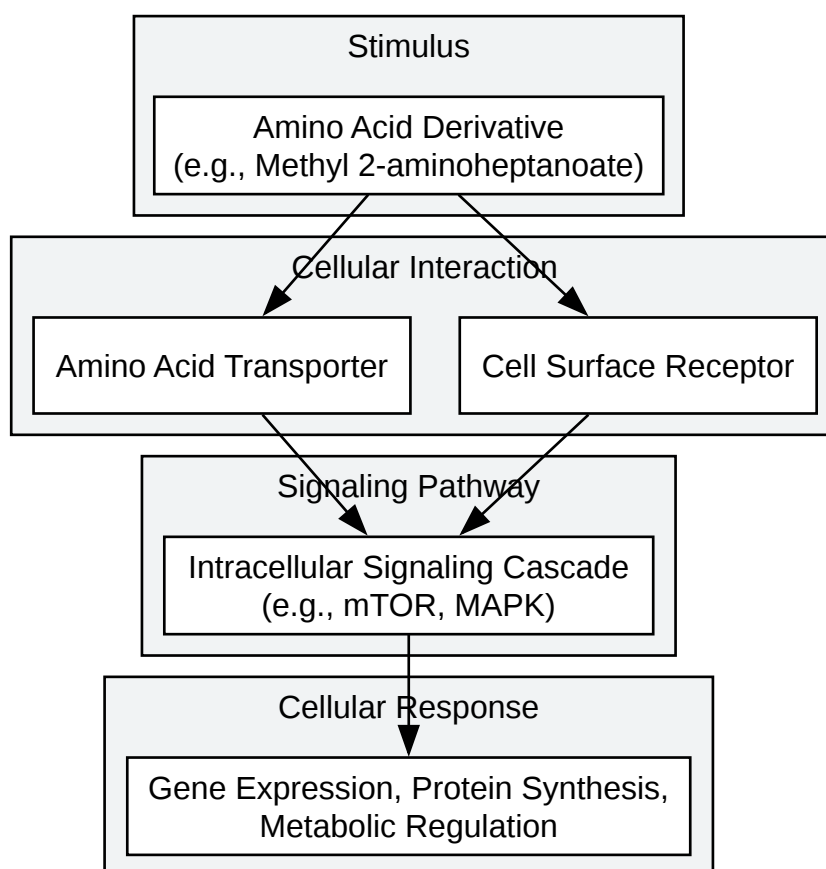 Stimulus
Amino Acid Derivative
(e.g., Methyl 2-aminoheptanoate)
Cellular Interaction
Amino Acid Transporter
Cell Surface Receptor
Signaling Pathway
Intracellular Signaling Cascade
(e.g., mTOR, MAPK)
Cellular Response
Gene Expression, Protein Synthesis,
Metabolic Regulation